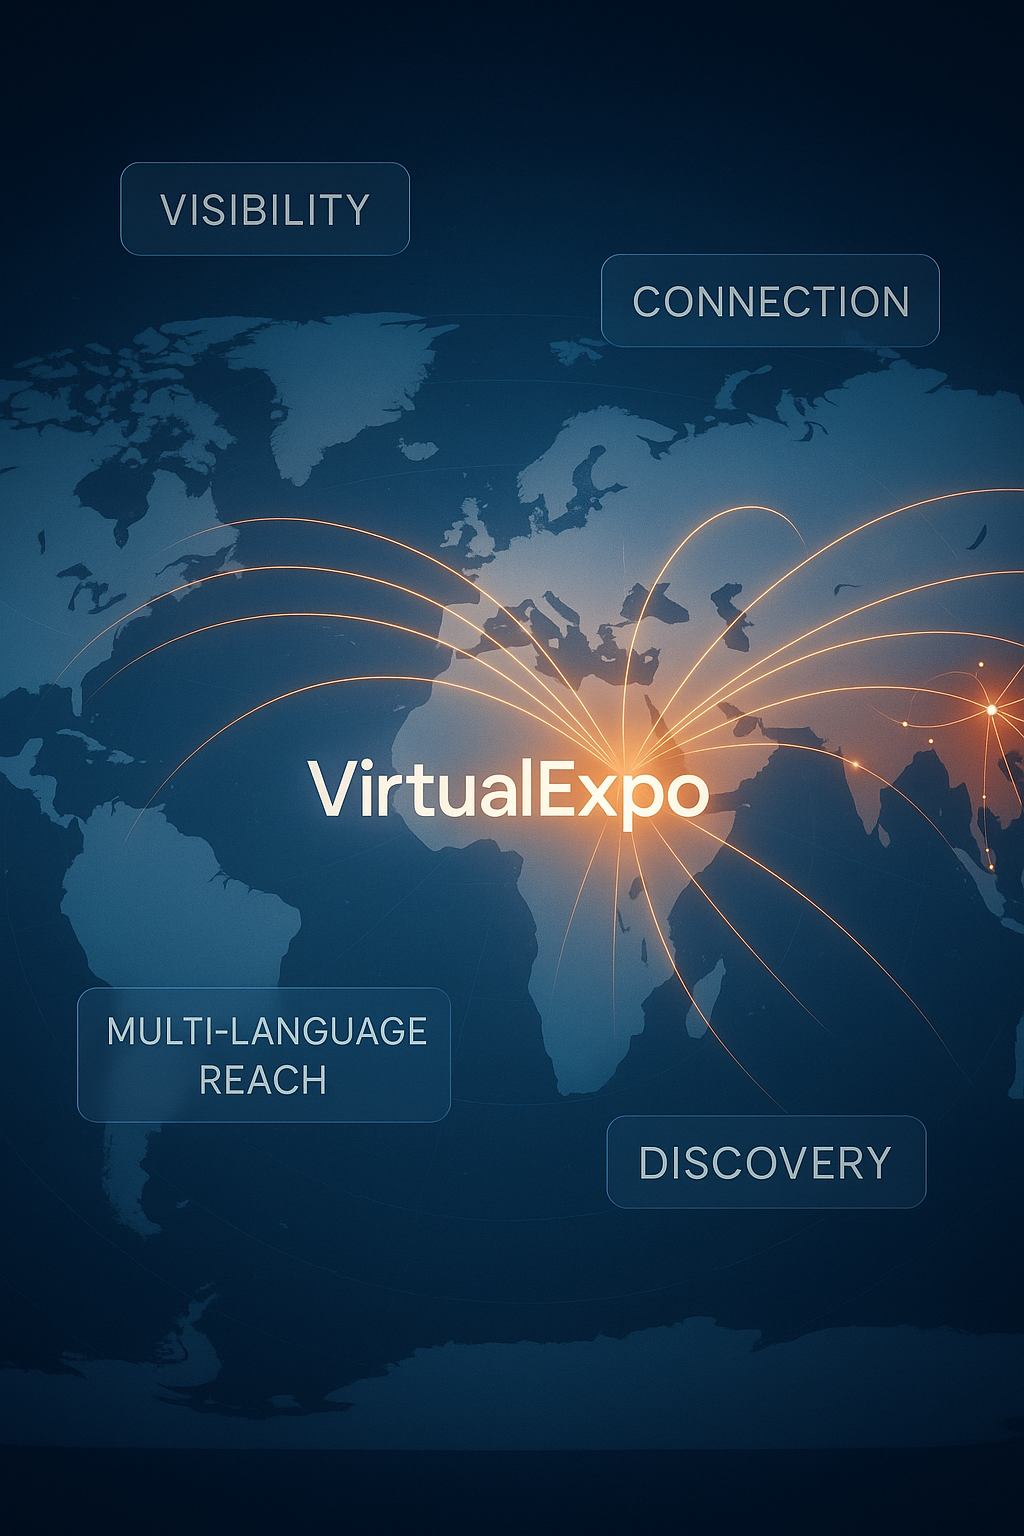 VISIBILITY
CONNECTION
VirtualExpo
MULTI-LANGUAGE
REACH
DISCOVERY